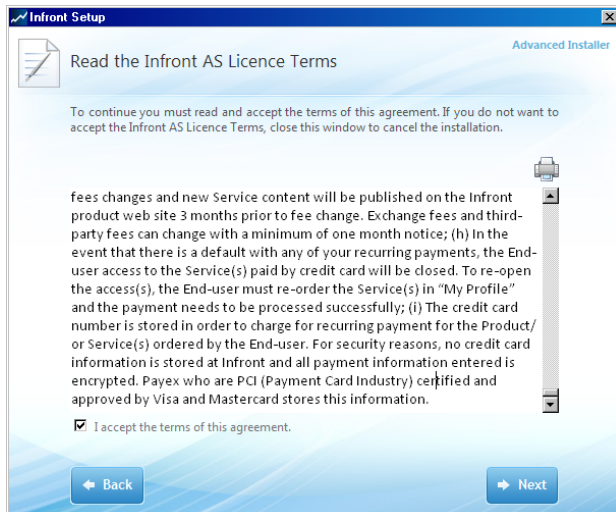 Infront Setup
Advanced Installer
Read the Infront AS Licence Terms
To continue you must read and accept the terms of this agreement. If you do not want to
accept the Infront AS Licence Terms, close this window to cancel the installation.
fees changes and new Service content will be published on the Infront
product web site 3 months prior to fee change. Exchange fees and third-
party fees can change with a minimum of one month notice; (h) In the
event that there is a default with any of your recurring payments, the End-
user access to the Service(s) paid by credit card will be closed. To re-open
the access(s), the End-user must re-order the Service(s) in “My Profile”
and the payment needs to be processed successfully; (i) The credit card
number is stored in order to charge for recurring payment for the Product/
or Service(s) ordered by the End-user. For security reasons, no credit card
information is stored at Infront and all payment information entered is
encrypted. Payex who are PCI (Payment Card Industry) certified and
approved by Visa and Mastercard stores this information.
I accept the terms of this agreement.
Back
Next